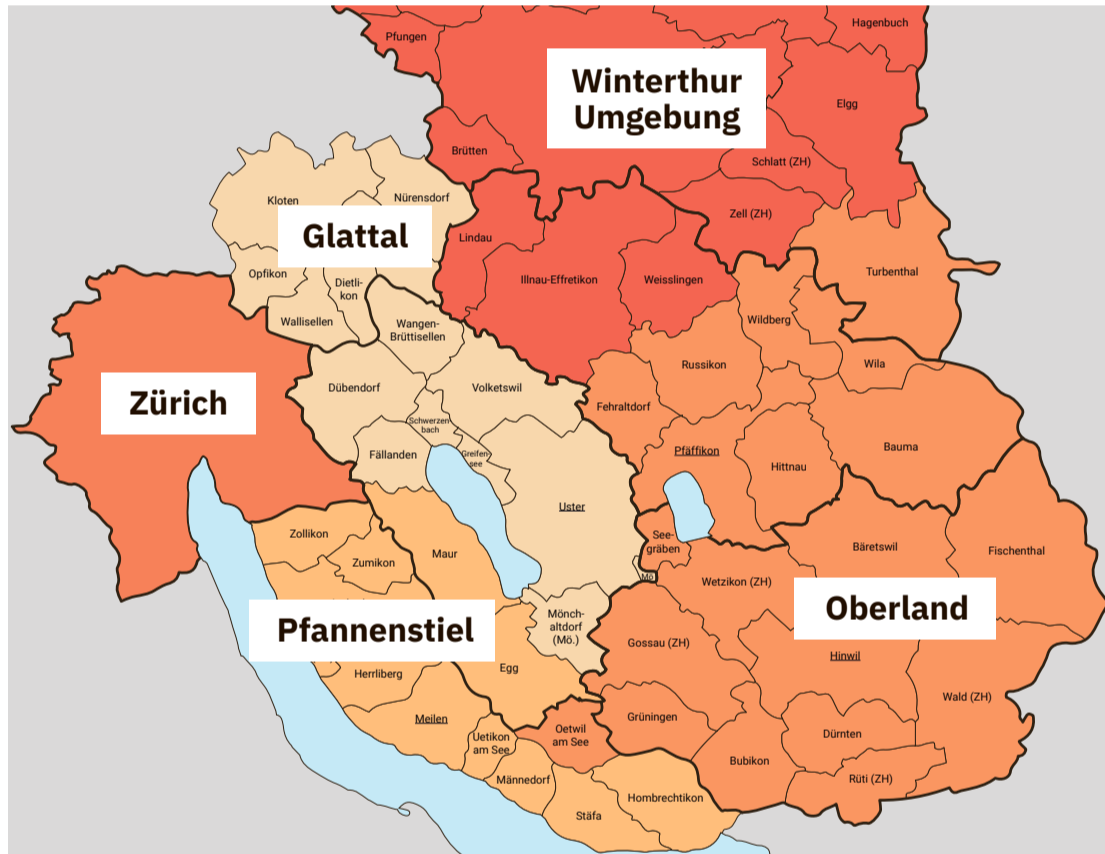 Hagenbuch
Pfungen
Winterthur
Umgebung
Elgg
Brütten
Schlatt (ZH)
Kloten
Nürensdorf
Zell (ZH)
Glattal
Lindau
Opfikon
Dietli-
kon
Illnau-Effretikon
Weisslingen
Turbenthal
Wallisellen
Wangen-
Brüttisellen
Wildberg
Russikon
Wila
Zürich
Dübendorf
Volketswil
Fehraltdorf
Schwerzen
bach
Fällanden
Greifen-
see
Pfäffikon
Hittnau
Bauma
Uster
Zollikon
Maur
See-
gräben
Bäretswil
Fischenthal
Zumikon
Mö
Wetzikon (ZH)
Oberland
Pfannenstiel
Mönch-
altdorf
(Mö.)
Gossau (ZH)
Hinwil
Herrliberg
Egg
Wald (ZH)
Meilen
Grüningen
Uetikon
am See
Oetwil
am See
Dürnten
Bubikon
Männedorf
Rüti (ZH)
Stäfa
Hombrechtikon